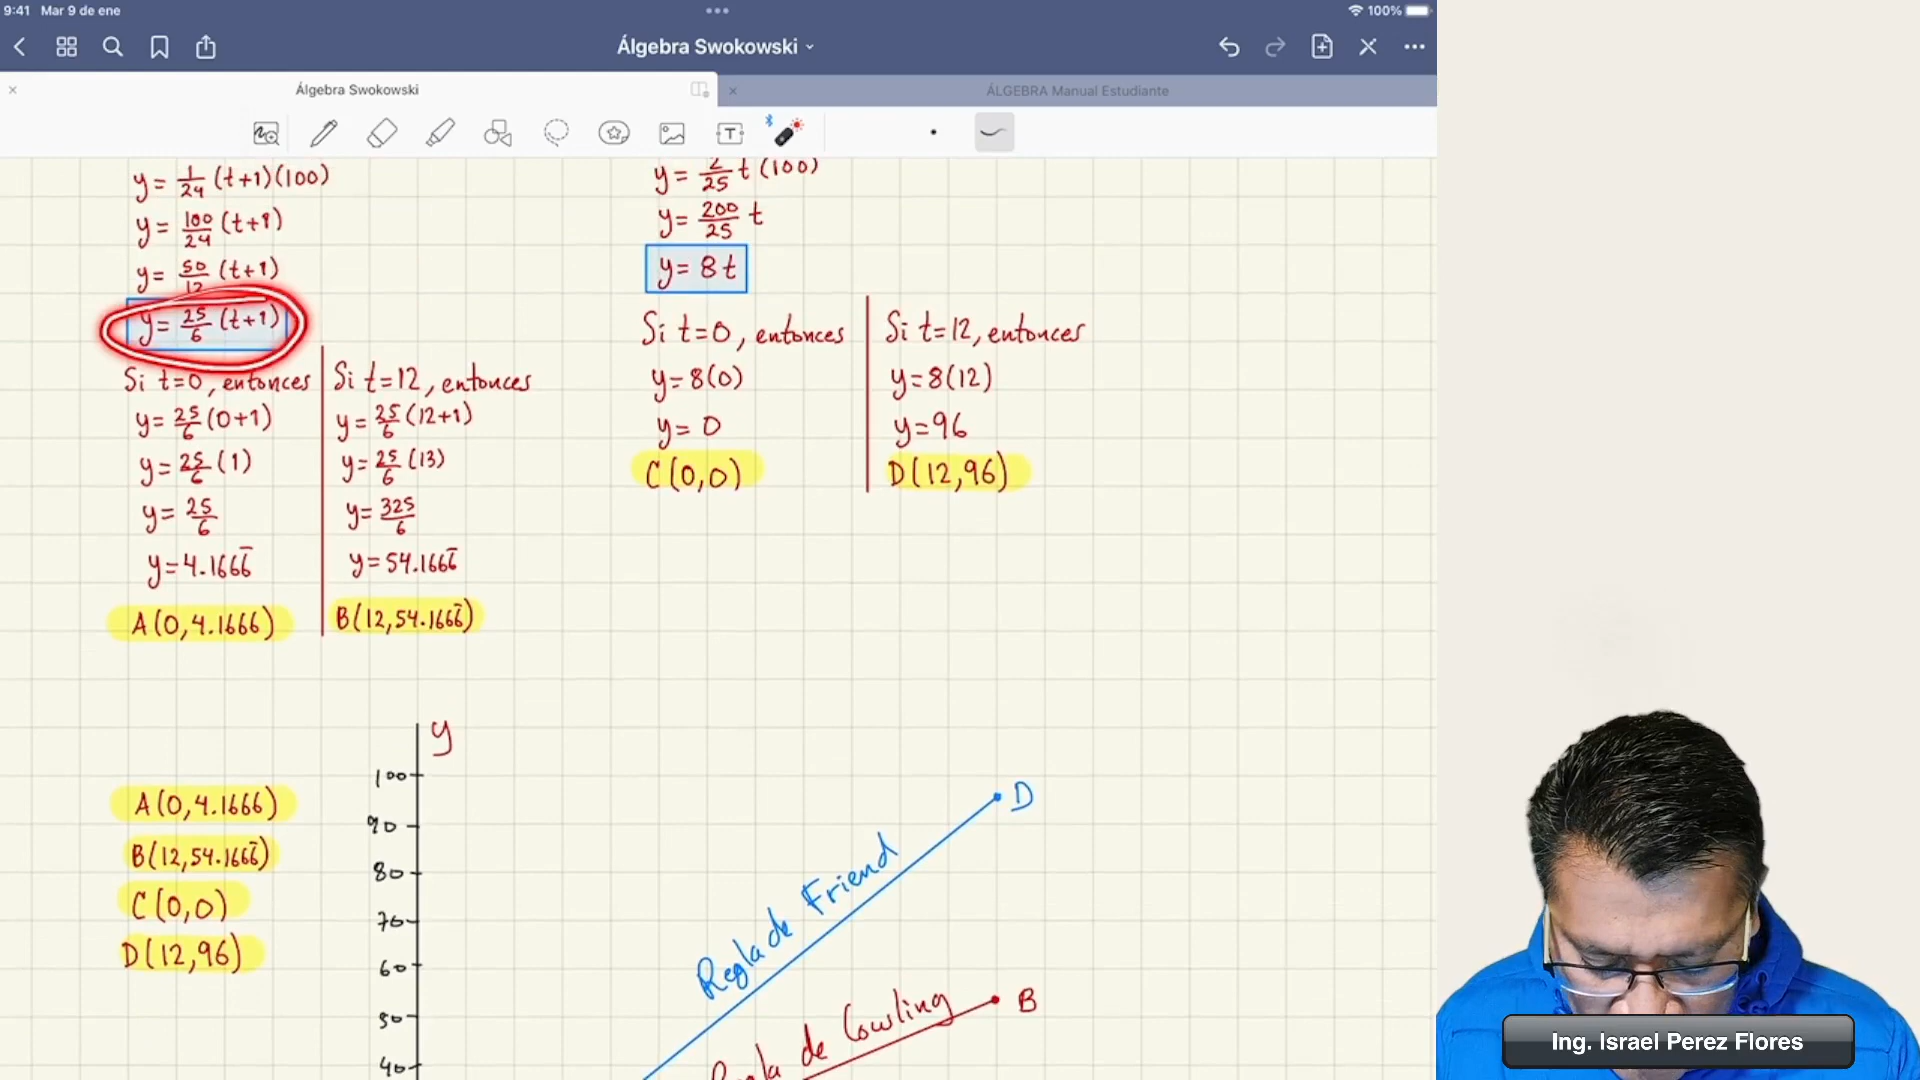 9:41 Mar 9 de ene
100%
Álgebra Swokowski
Álgebra Swokowski
ÁLGEBRA Manual Estudiante
y = 1/24 (t+1)(100)
y = 100/24 (t+1)
y = 50/12 (t+1)
y = 25/6 (t+1)
Si t=0, entonces
y = 25/6 (0+1)
y = 25/6 (1)
y = 25/6
y = 4.1666̅
A(0,4.1666)
Si t=12, entonces
y = 25/6 (12+1)
y = 25/6 (13)
y = 325/6
y = 54.1666̅
B(12,54.1666̅)
y = 2/25 t (100)
y = 200/25 t
y = 8t
Si t=0, entonces
y = 8(0)
y = 0
C(0,0)
Si t=12, entonces
y = 8(12)
y = 96
D(12,96)
A(0,4.1666)
B(12,54.1666̅)
C(0,0)
D(12,96)
y
100
90
80
70
60
50
40
D
Regla de Friend
B
Regla de Cowling
Ing. Israel Perez Flores